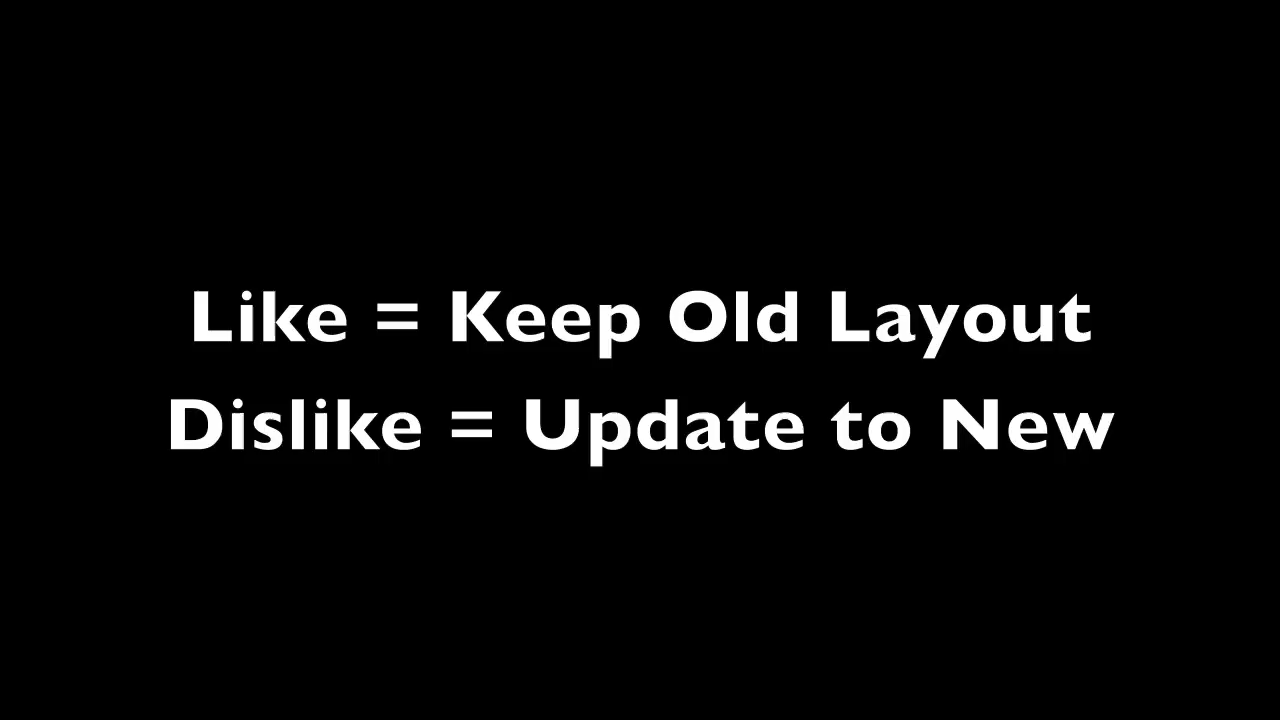 Like = Keep Old Layout
Dislike = Update to New